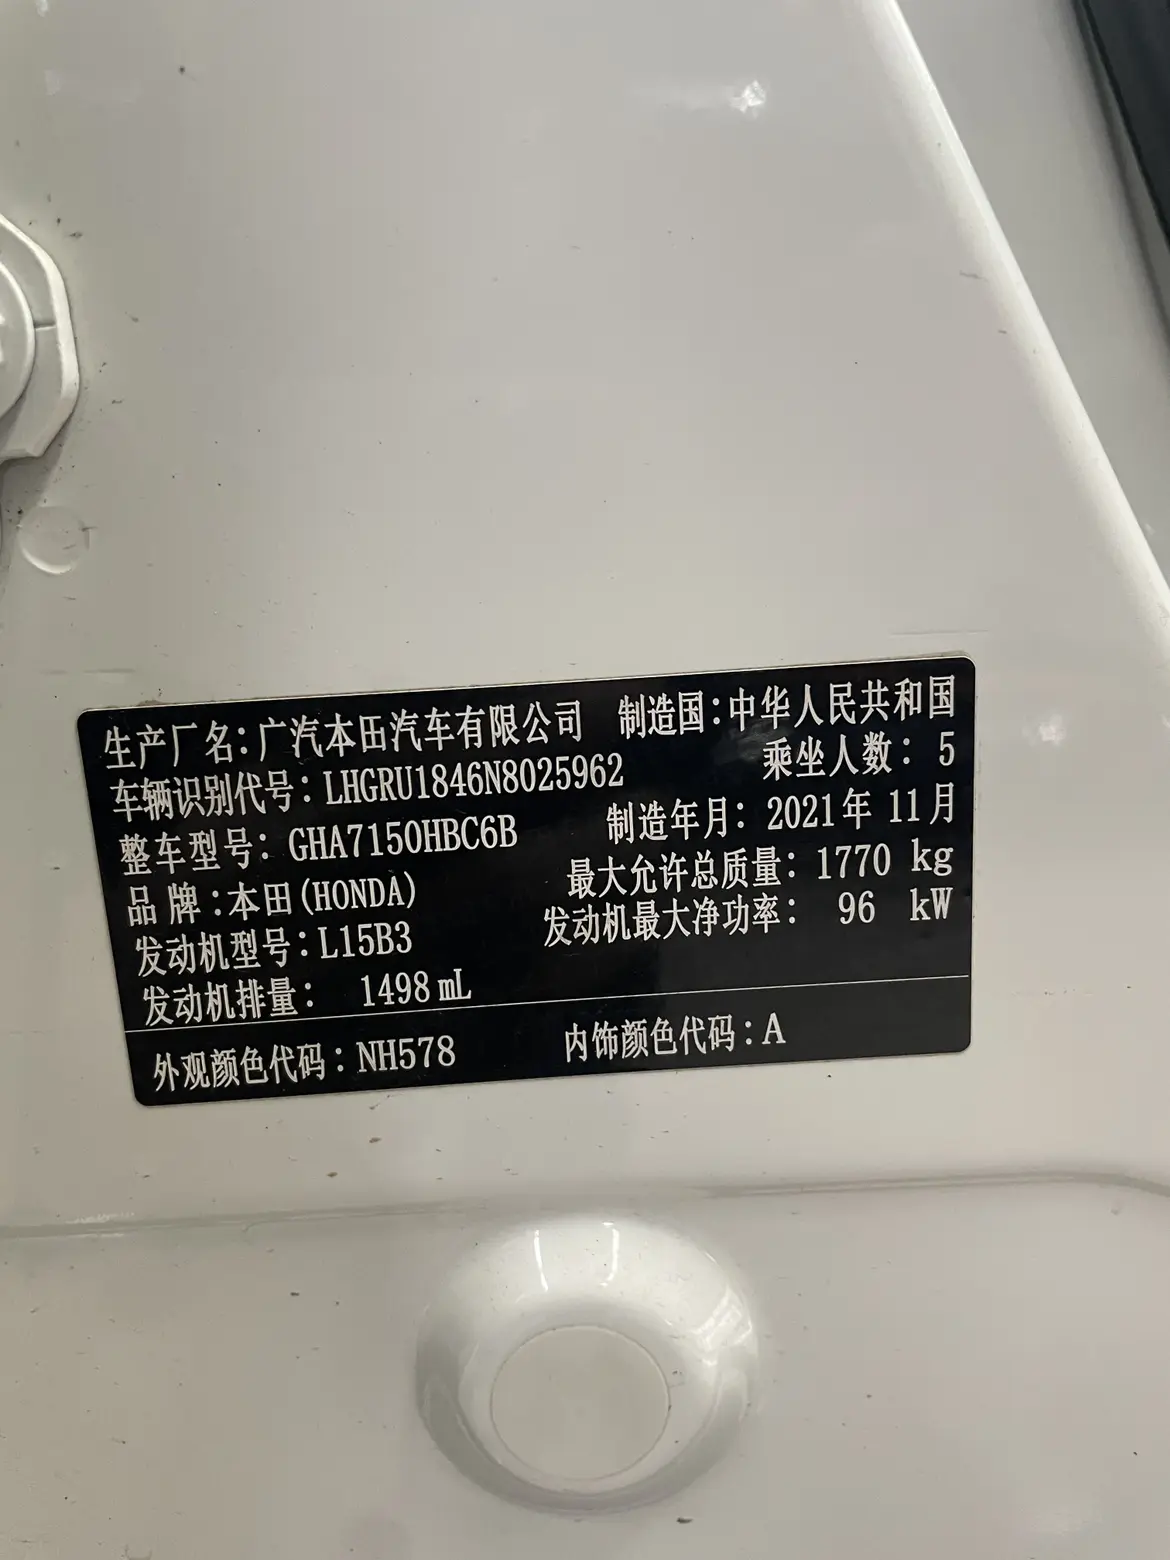 生产厂名：广汽本田汽车有限公司 制造国：中华人民共和国
车辆识别代号：LHGRU1846N8025962 乘坐人数：5
整车型号：GHA7150HBC6B 制造年月：2021年11月
品牌：本田(HONDA) 最大允许总质量：1770 kg
发动机型号：L15B3 发动机最大净功率：96 kW
发动机排量：1498mL
外观颜色代码：NH578 内饰颜色代码：A